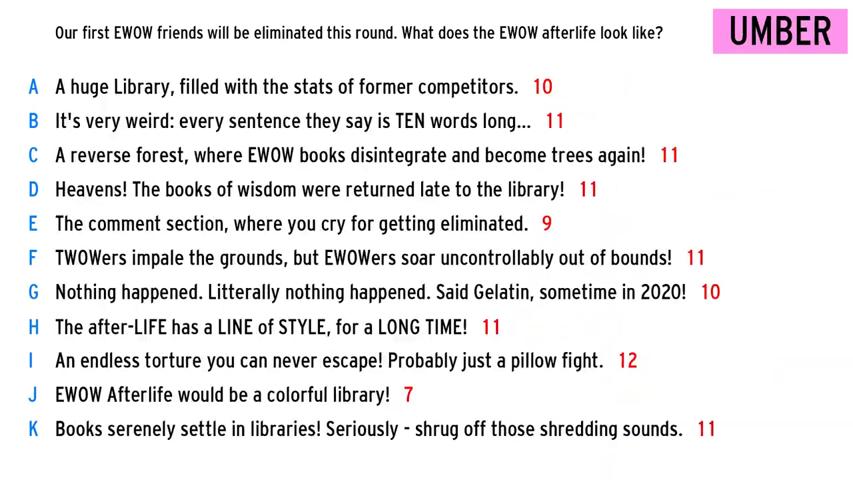 Our first EWOW friends will be eliminated this round. What does the EWOW afterlife look like?
UMBER
A A huge Library, filled with the stats of former competitors. 10
B It's very weird: every sentence they say is TEN words long... 11
C A reverse forest, where EWOW books disintegrate and become trees again! 11
D Heavens! The books of wisdom were returned late to the library! 11
E The comment section, where you cry for getting eliminated. 9
F TWOWers impale the grounds, but EWOWers soar uncontrollably out of bounds! 11
G Nothing happened. Litterally nothing happened. Said Gelatin, sometime in 2020! 10
H The after-LIFE has a LINE of STYLE, for a LONG TIME! 11
I An endless torture you can never escape! Probably just a pillow fight. 12
J EWOW Afterlife would be a colorful library! 7
K Books serenely settle in libraries! Seriously - shrug off those shredding sounds. 11